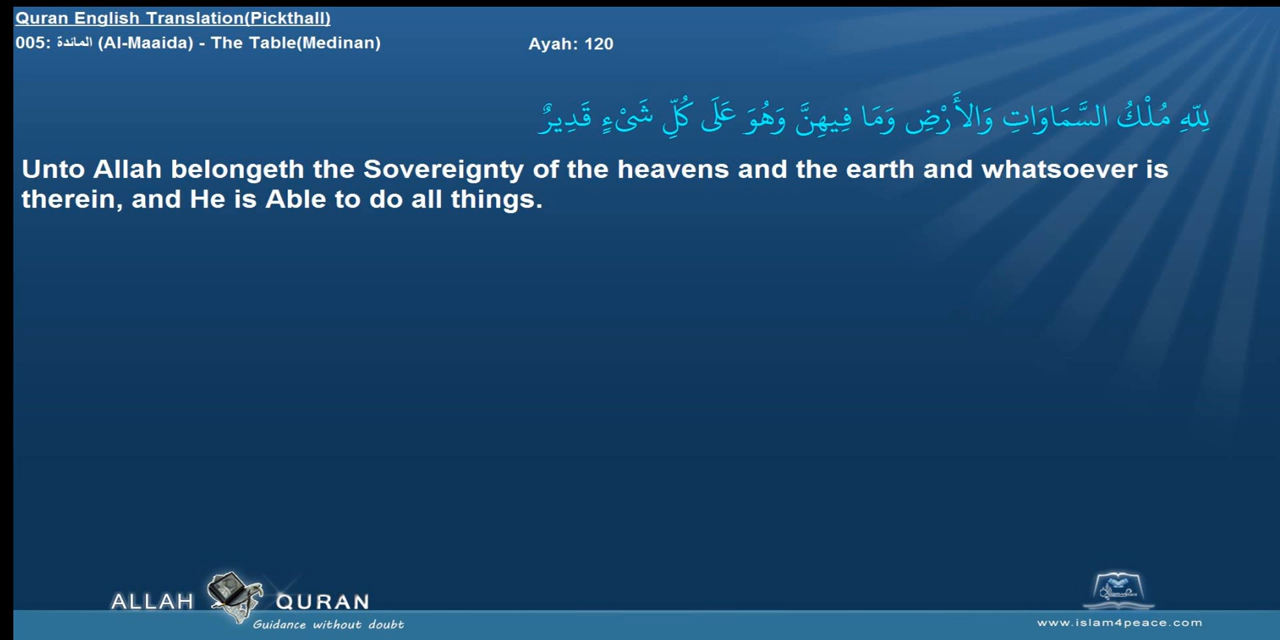 Quran English Translation(Pickthall)
005: المائدة (Al-Maaida) - The Table(Medinan) Ayah: 120
لِلَّهِ مُلْكُ السَّمَاوَاتِ وَالأَرْضِ وَمَا فِيهِنَّ وَهُوَ عَلَى كُلِّ شَىْءٍ قَدِيرٌ
Unto Allah belongeth the Sovereignty of the heavens and the earth and whatsoever is
therein, and He is Able to do all things.
ALLAH QURAN
Guidance without doubt
www.islam4peace.com